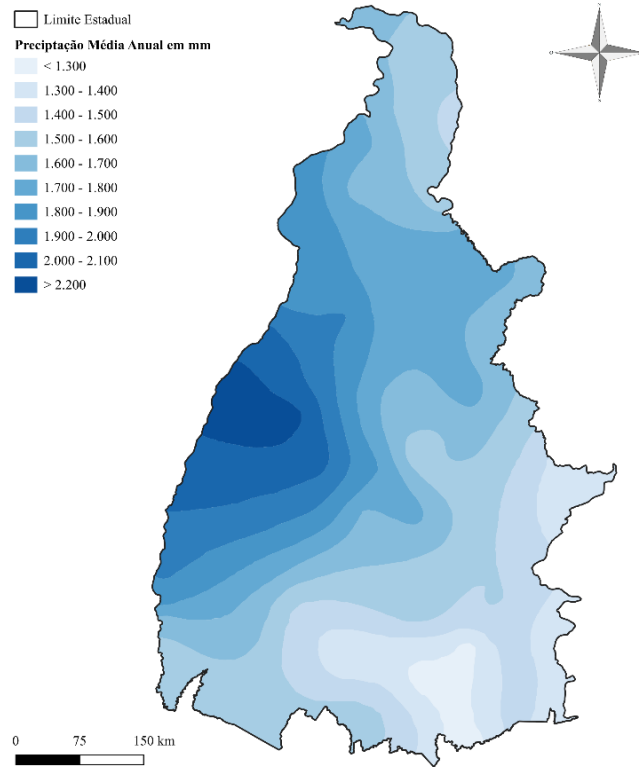 Limite Estadual
Preciptação Média Anual em mm
< 1.300
1.300 - 1.400
1.400 - 1.500
1.500 - 1.600
1.600 - 1.700
1.700 - 1.800
1.800 - 1.900
1.900 - 2.000
2.000 - 2.100
> 2.200
0 75 150 km